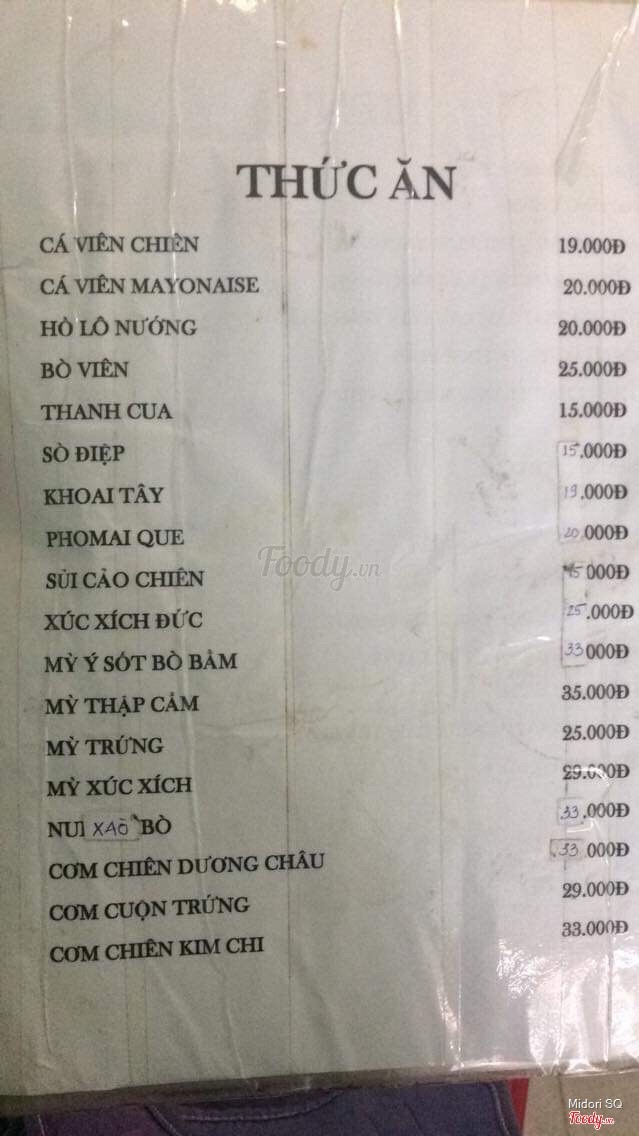 THỨC ĂN
CÁ VIÊN CHIÊN 19.000Đ
CÁ VIÊN MAYONAISE 20.000Đ
HỒ LÔ NƯỚNG 20.000Đ
BÒ VIÊN 25.000Đ
THANH CUA 15.000Đ
SÒ ĐIỆP 15.000Đ
KHOAI TÂY 19.000Đ
PHOMAI QUE 20.000Đ
Foody.vn
SỦI CẢO CHIÊN 000Đ
XÚC XÍCH ĐỨC 25.000Đ
MỲ Ý SỐT BÒ BẰM 33 000Đ
MỲ THẬP CẨM 35.000Đ
MỲ TRỨNG 25.000Đ
MỲ XÚC XÍCH 29.000Đ
NUI XÀO BÒ 33.000Đ
CƠM CHIÊN DƯƠNG CHÂU 33 000Đ
CƠM CUỘN TRỨNG 29.000Đ
CƠM CHIÊN KIM CHI 33.000Đ
Midori SQ
Foody.vn